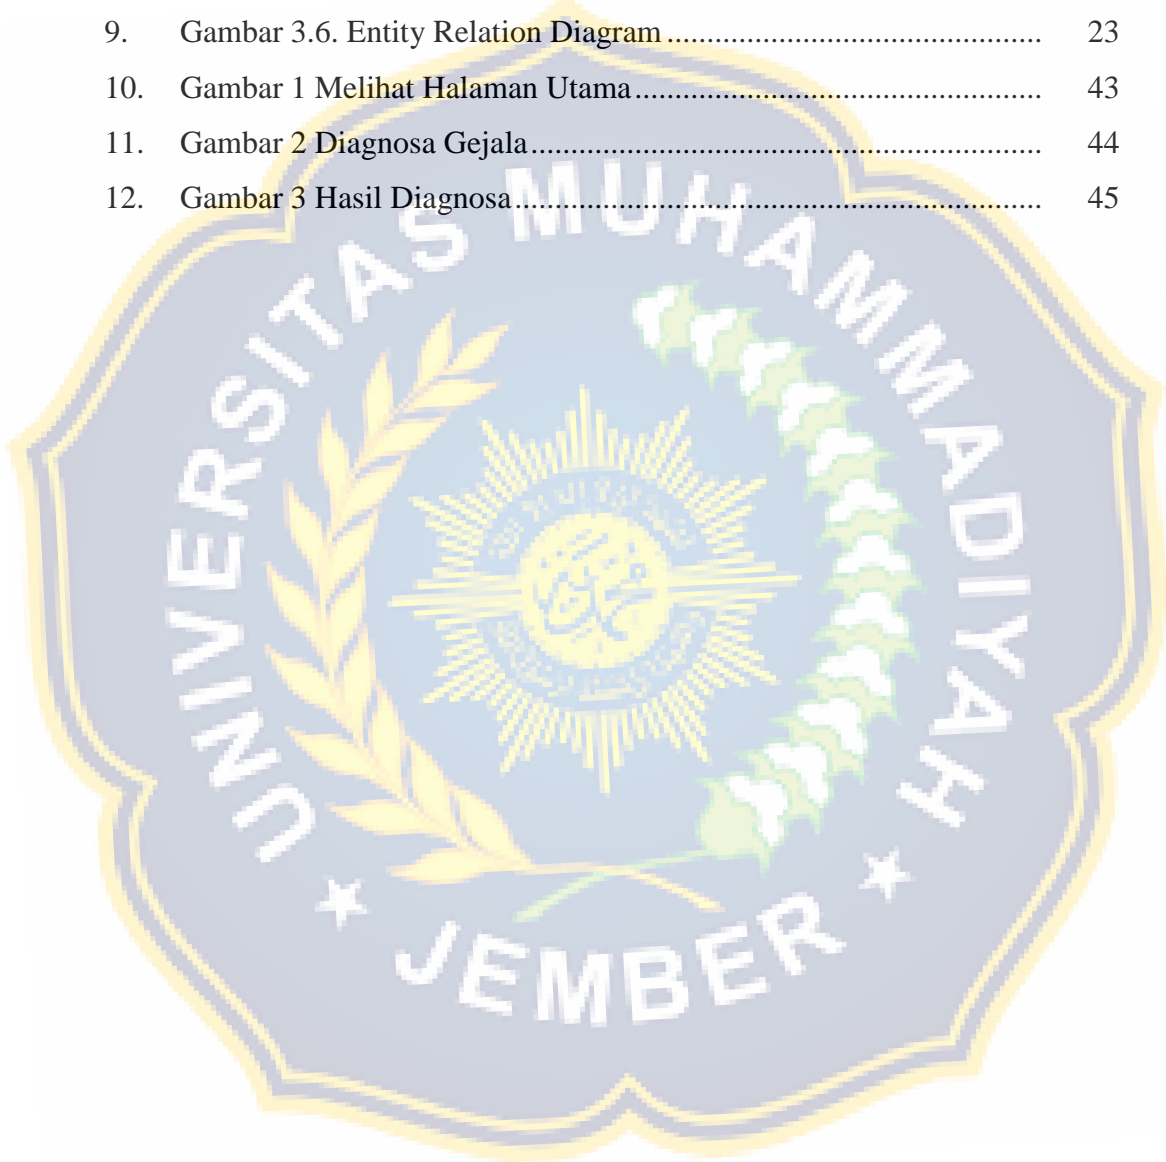 9. Gambar 3.6. Entity Relation Diagram ............................................ 23
10. Gambar 1 Melihat Halaman Utama ................................................ 43
11. Gambar 2 Diagnosa Gejala ............................................................. 44
12. Gambar 3 Hasil Diagnosa ............................................................... 45
UNIVERSITAS MUHAMMADIYAH
JEMBER